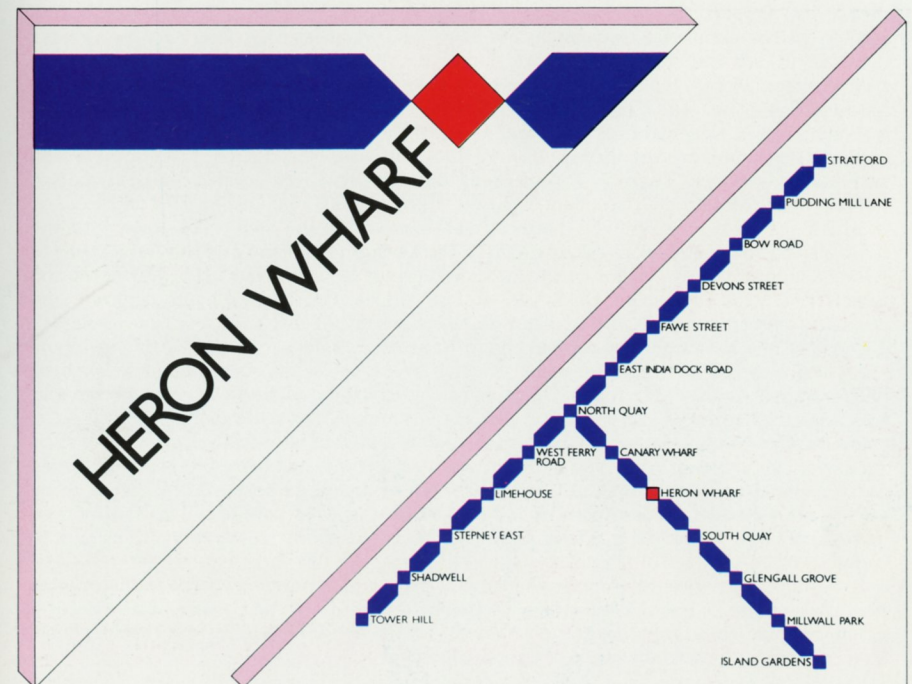 HERON WHARF
STRATFORD
PUDDING MILL LANE
BOW ROAD
DEVONS STREET
FAWE STREET
EAST INDIA DOCK ROAD
NORTH QUAY
WEST FERRY
ROAD
CANARY WHARF
LIMEHOUSE
HERON WHARF
STEPNEY EAST
SOUTH QUAY
SHADWELL
GLENGALL GROVE
TOWER HILL
MILLWALL PARK
ISLAND GARDENS